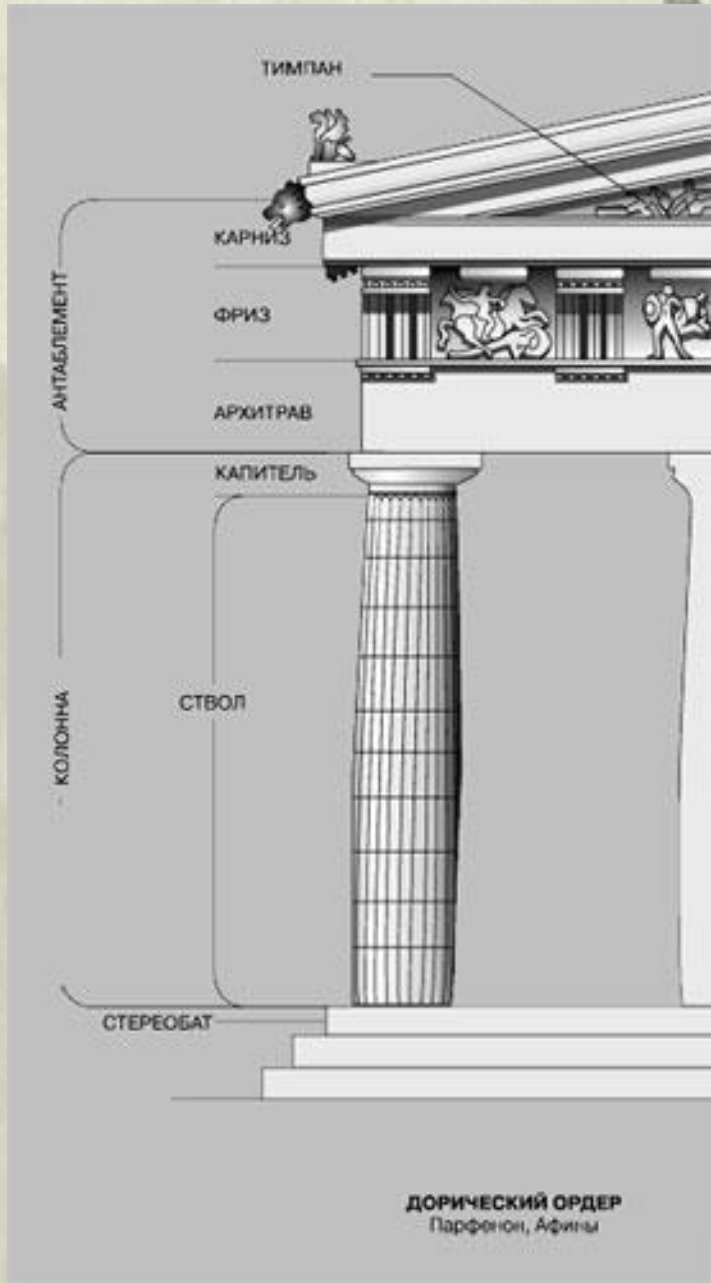 ТИМПАН
КАРНИЗ
ФРИЗ
АНТАБЛЕМЕНТ
АРХИТРАВ
КАПИТЕЛЬ
СТВОЛ
КОЛОННА
СТЕРЕОБАТ
ДОРИЧЕСКИЙ ОРДЕР
Парфенон, Афины